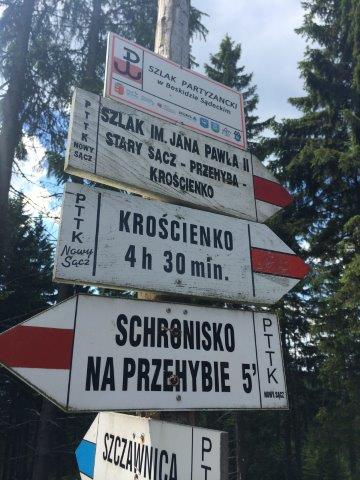 SZLAK PARTYZANCKI
w Beskidzie Sądeckim
PTTK
NOWY
SĄCZ
SZLAK IM. JANA PAWŁA II
STARY SĄCZ - PRZEHYBA -
KROŚCIENKO
PTTK
Nowy
Sącz
KROŚCIENKO
4 h 30 min.
SCHRONISKO
NA PRZEHYBIE 5'
PTTK
NOWY SĄCZ
SZCZAWNICA
PT